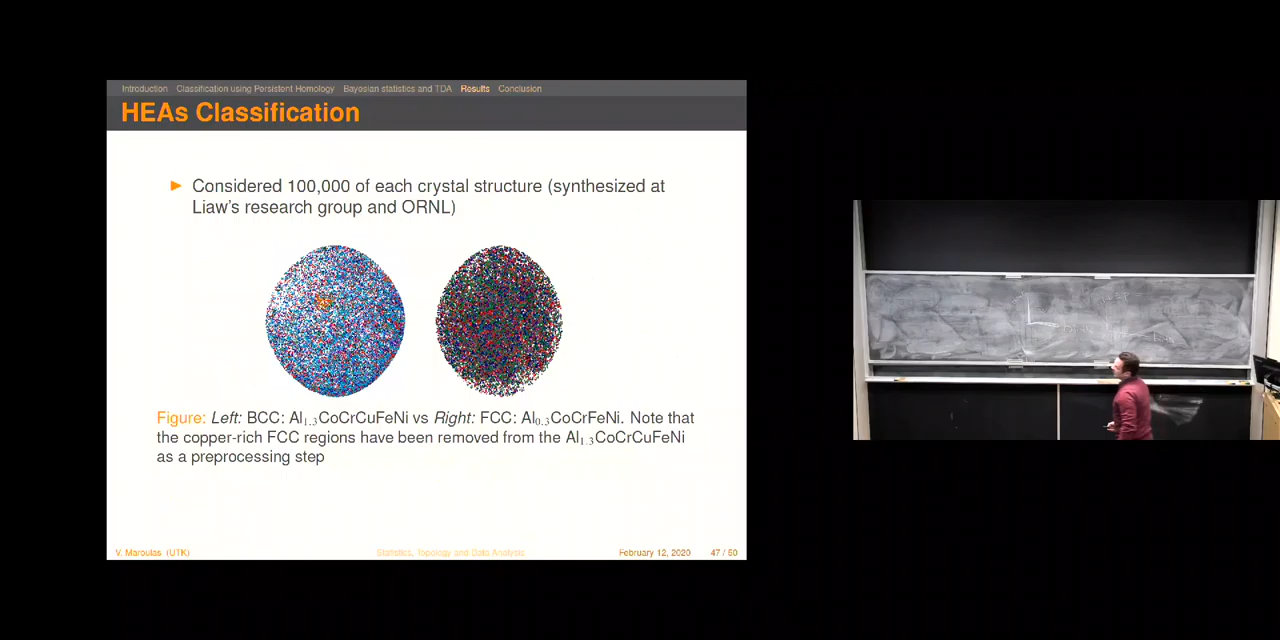 Introduction Classification using Persistent Homology Bayesian statistics and TDA Results Conclusion
HEAs Classification
Considered 100,000 of each crystal structure (synthesized at
Liaw's research group and ORNL)
Figure: Left: BCC: Al₁.₃CoCrCuFeNi vs Right: FCC: Al₀.₃CoCrFeNi. Note that
the copper-rich FCC regions have been removed from the Al₁.₃CoCrCuFeNi
as a preprocessing step
V. Maroulas (UTK) Statistics, Topology and Data Analysis February 12, 2020 47 / 50